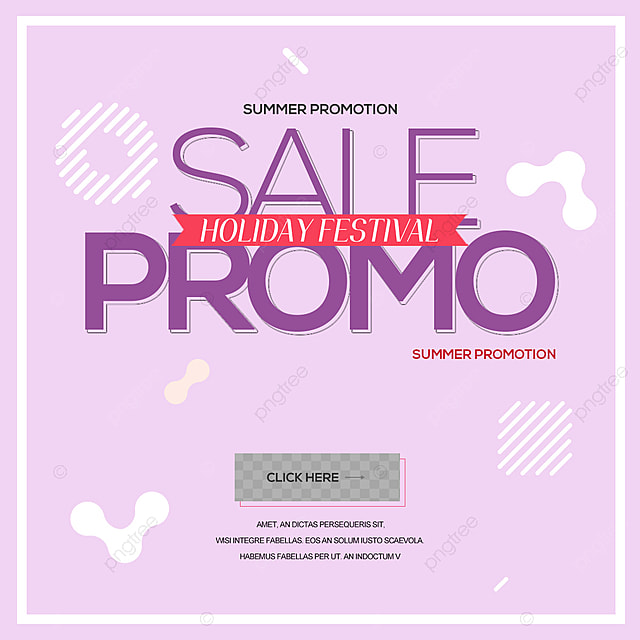 SUMMER PROMOTION
SALE
HOLIDAY FESTIVAL
PROMO
SUMMER PROMOTION
CLICK HERE
AMET, AN DICTAS PERSEQUERIS SIT,
WISI INTEGRE FABELLAS. EOS AN SOLUM IUSTO SCAEVOLA.
HABEMUS FABELLAS PER UT. AN INDOCTUM V
pngtree